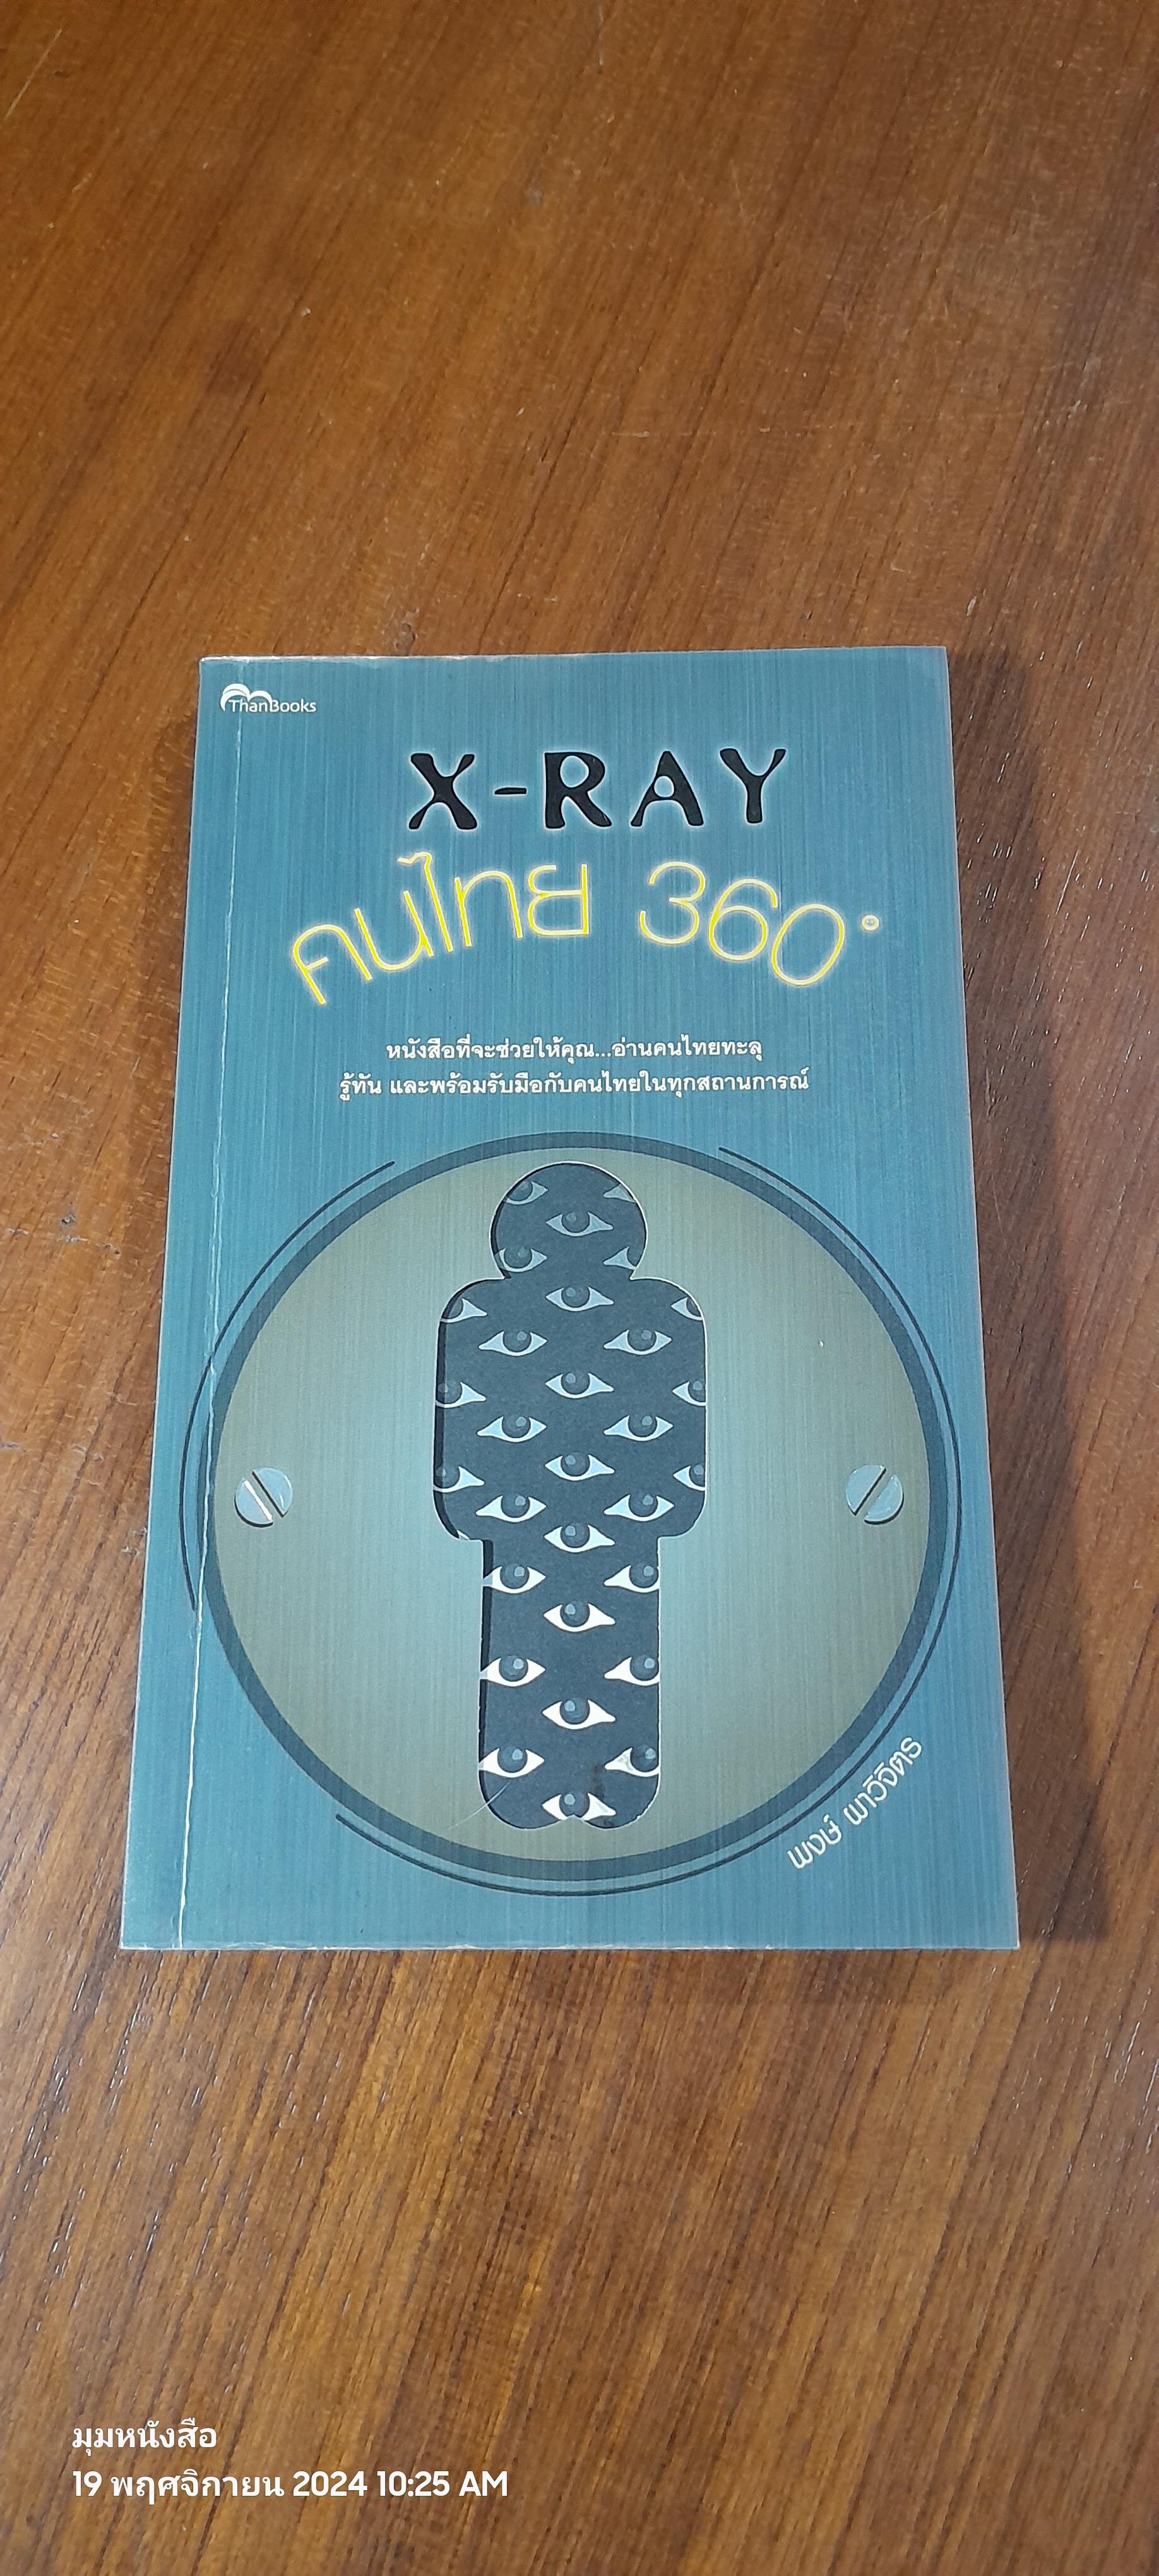 ThanBooks
X-RAY
คนไทย 360°
หนังสือที่จะช่วยให้คุณ...อ่านคนไทยทะลุ
รู้ทัน และพร้อมรับมือกับคนไทยในทุกสถานการณ์
พงษ์ ผาวิจิตร
มุมหนังสือ
19 พฤศจิกายน 2024 10:25 AM